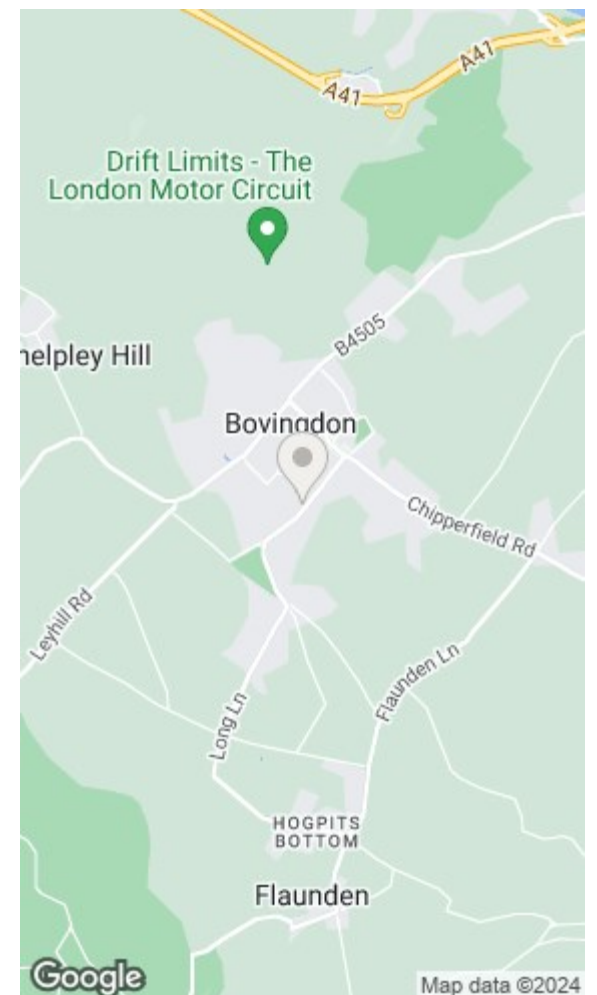 A41
A41
Drift Limits - The
London Motor Circuit
B4505
helpley Hill
Bovingdon
Chipperfield Rd
Leyhill Rd
Flaunden Ln
Long Ln
HOGPITS
BOTTOM
Flaunden
Google
Map data ©2024